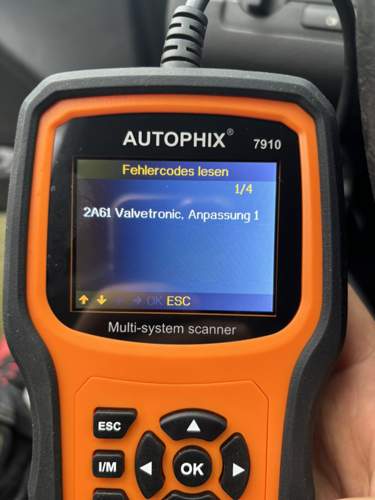 AUTOPHIX® 7910
Fehlercodes lesen
1/4
2A61 Valvetronic, Anpassung 1
OK ESC
Multi-system scanner
ESC
I/M
OK